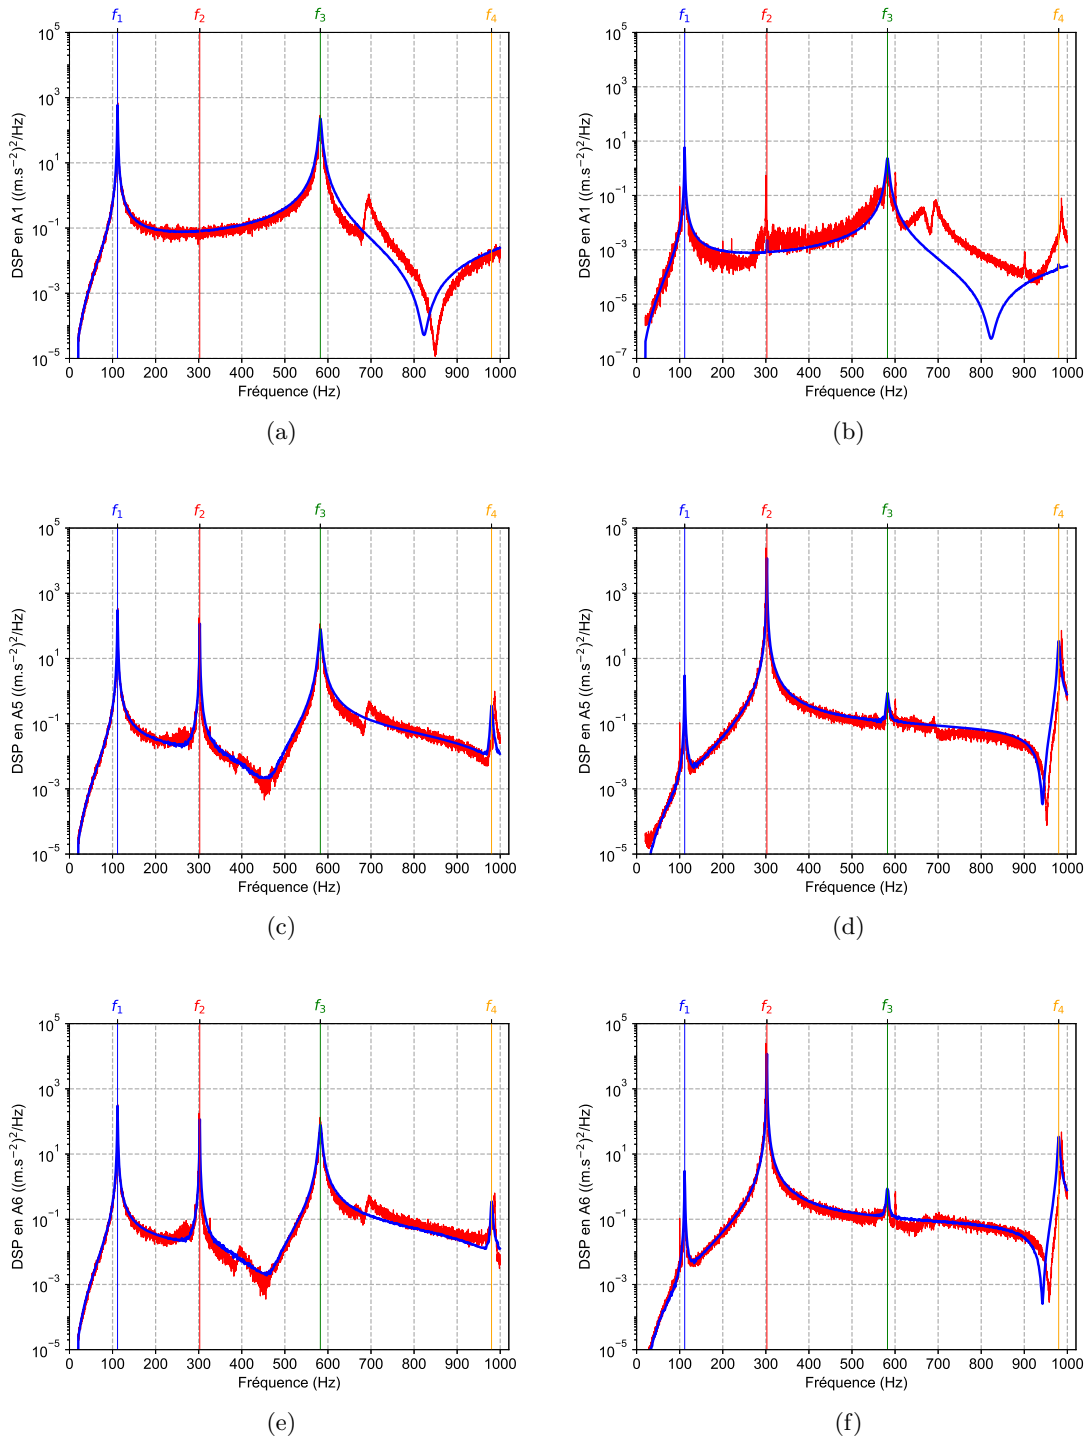 f1 f2 f3 f4
DSP en A1 ((m.s−2)2/Hz)
10^5
10^3
10^1
10^−1
10^−3
10^−5
0 100 200 300 400 500 600 700 800 900 1000
Fréquence (Hz)
(a)
f1 f2 f3 f4
DSP en A1 ((m.s−2)2/Hz)
10^5
10^3
10^1
10^−1
10^−3
10^−5
10^−7
0 100 200 300 400 500 600 700 800 900 1000
Fréquence (Hz)
(b)
f1 f2 f3 f4
DSP en A5 ((m.s−2)2/Hz)
10^5
10^3
10^1
10^−1
10^−3
10^−5
0 100 200 300 400 500 600 700 800 900 1000
Fréquence (Hz)
(c)
f1 f2 f3 f4
DSP en A5 ((m.s−2)2/Hz)
10^5
10^3
10^1
10^−1
10^−3
10^−5
0 100 200 300 400 500 600 700 800 900 1000
Fréquence (Hz)
(d)
f1 f2 f3 f4
DSP en A6 ((m.s−2)2/Hz)
10^5
10^3
10^1
10^−1
10^−3
10^−5
0 100 200 300 400 500 600 700 800 900 1000
Fréquence (Hz)
(e)
f1 f2 f3 f4
DSP en A6 ((m.s−2)2/Hz)
10^5
10^3
10^1
10^−1
10^−3
10^−5
0 100 200 300 400 500 600 700 800 900 1000
Fréquence (Hz)
(f)